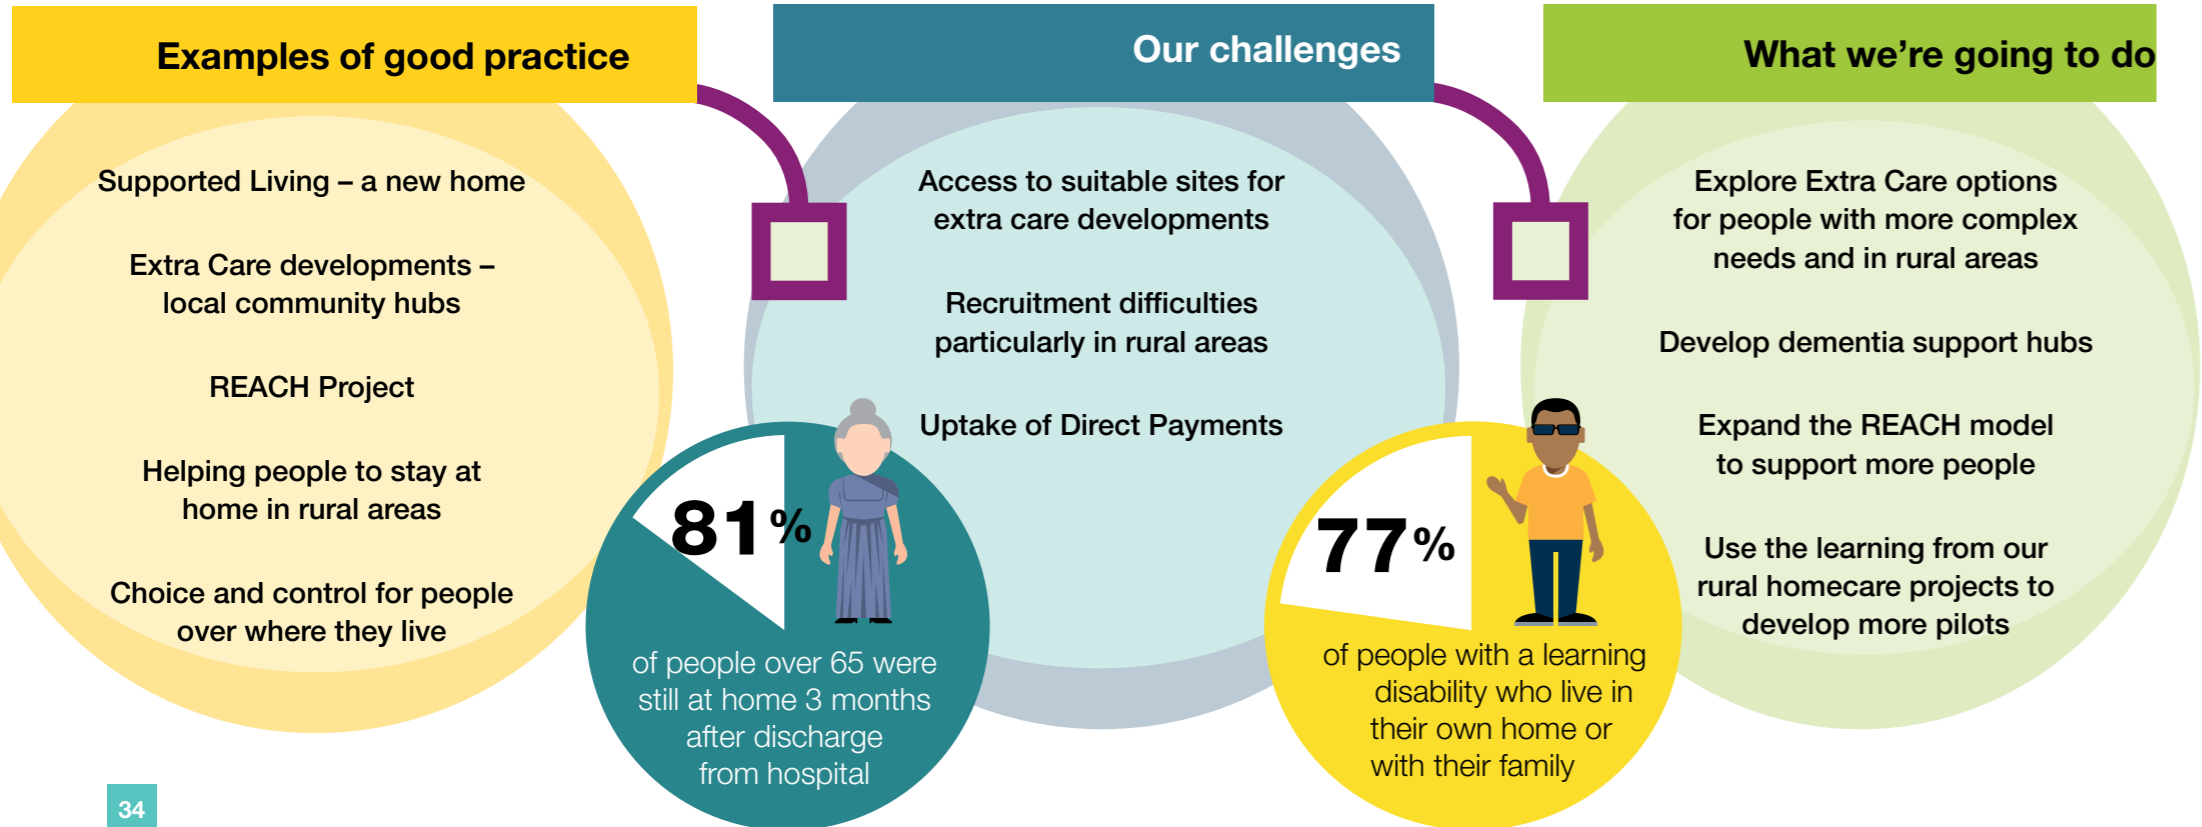 Examples of good practice
Supported Living – a new home
Extra Care developments –
local community hubs
REACH Project
Helping people to stay at
home in rural areas
Choice and control for people
over where they live
Our challenges
Access to suitable sites for
extra care developments
Recruitment difficulties
particularly in rural areas
Uptake of Direct Payments
81%
of people over 65 were
still at home 3 months
after discharge
from hospital
What we’re going to do
Explore Extra Care options
for people with more complex
needs and in rural areas
Develop dementia support hubs
Expand the REACH model
to support more people
Use the learning from our
rural homecare projects to
develop more pilots
77%
of people with a learning
disability who live in
their own home or
with their family
34